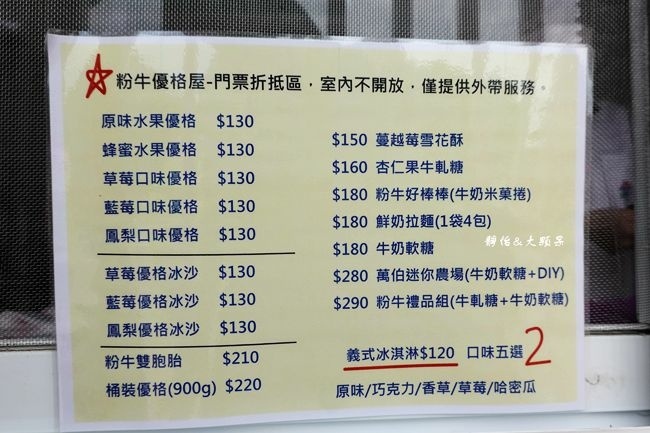 ☆粉牛優格屋-門票折抵區，室內不開放，僅提供外帶服務。
原味水果優格 $130
蜂蜜水果優格 $130
草莓口味優格 $130
藍莓口味優格 $130
鳳梨口味優格 $130
草莓優格冰沙 $130
藍莓優格冰沙 $130
鳳梨優格冰沙 $130
粉牛雙胞胎 $210
桶裝優格(900g) $220
$150 蔓越莓雪花酥
$160 杏仁果牛軋糖
$180 粉牛好棒棒(牛奶米菓捲)
$180 鮮奶拉麵(1袋4包)
$180 牛奶軟糖
$280 萬伯迷你農場(牛奶軟糖+DIY)
$290 粉牛禮品組(牛軋糖+牛奶軟糖)
義式冰淇淋$120 口味五選2
原味/巧克力/香草/草莓/哈密瓜
靜怡&大顆呆